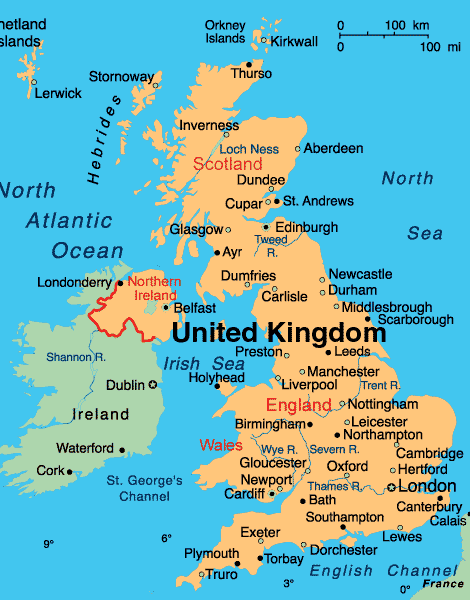 Orkney
Islands
Kirkwall
0 100 km
0 100 mi
hetland
slands
Lerwick
Thurso
Stornoway
Hebrides
Inverness
Loch Ness
Aberdeen
Scotland
North
Atlantic
Ocean
North
Sea
Dundee
Cupar
St. Andrews
Glasgow
Edinburgh
Tweed
R.
Ayr
Dumfries
Newcastle
Durham
Carlisle
Londonderry
Northern
Ireland
Belfast
Middlesbrough
Scarborough
United Kingdom
Shannon R.
Irish Sea
Preston
Leeds
Dublin
Holyhead
Manchester
Liverpool
Trent R.
Ireland
England
Nottingham
Leicester
Birmingham
Northampton
Wales
Waterford
Wye R.
Severn R.
Cambridge
Gloucester
Oxford
Hertford
Cork
St. George's
Channel
Newport
Thames R.
London
Cardiff
Bath
Canterbury
Southampton
Calais
Exeter
Lewes
9°
6°
Plymouth
Dorchester
Torbay
Truro
English Channel
3°
0°
France